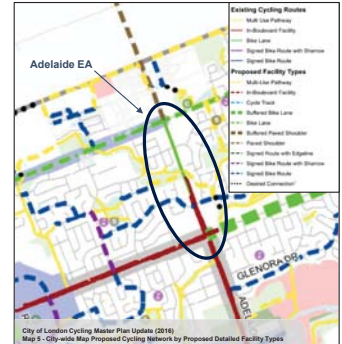 Existing Cycling Routes
Multi Use Pathway
In-Boulevard Facility
Bike Lane
Signed Bike Route with Sharrow
Signed Bike Route
Proposed Facility Types
Multi-Use Pathway
In-Boulevard Facility
Cycle Track
Buffered Bike Lane
Bike Lane
Buffered Paved Shoulder
Paved Shoulder
Signed Route with Edgeline
Signed Bike Route with Sharrow
Signed Bike Route
Desired Connection
Adelaide EA
GLENORA DR
ADEL
City of London Cycling Master Plan Update (2016)
Map 5 - City-wide Map Proposed Cycling Network by Proposed Detailed Facility Types